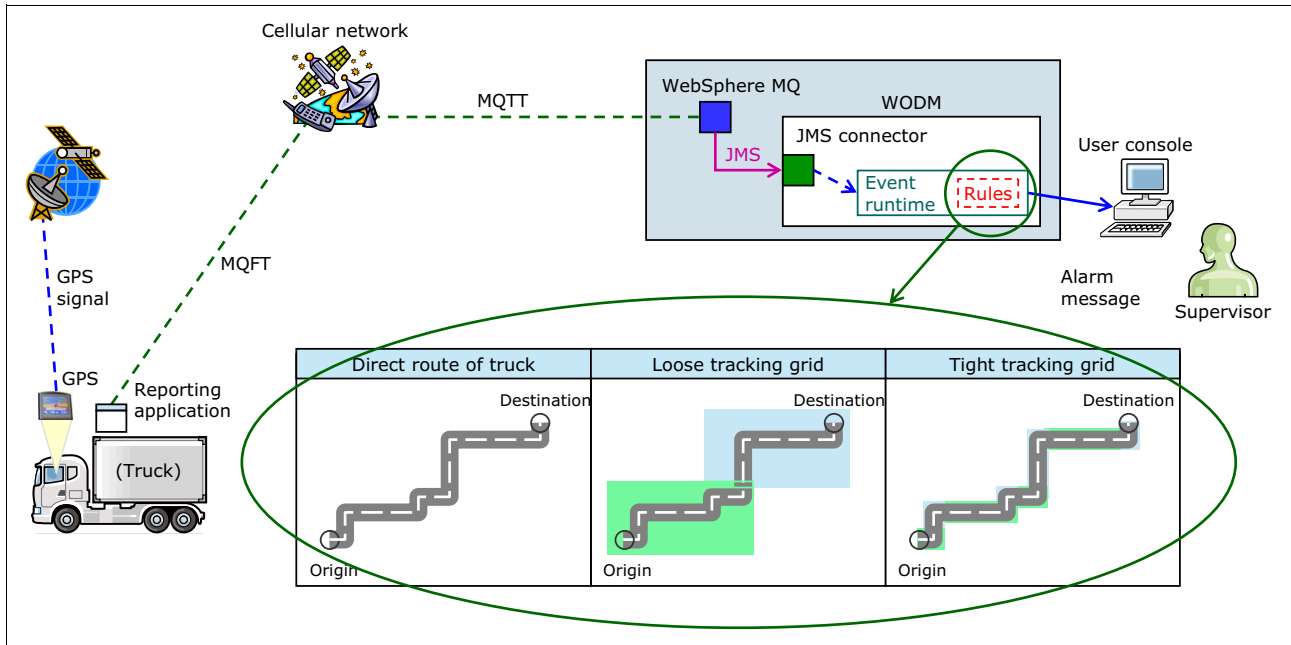 Cellular network
MQTT
WebSphere MQ
WODM
JMS connector
JMS
Event
runtime
Rules
User console
Alarm
message
Supervisor
GPS
signal
MQFT
GPS
Reporting
application
(Truck)
Direct route of truck
Loose tracking grid
Tight tracking grid
Destination
Destination
Destination
Origin
Origin
Origin